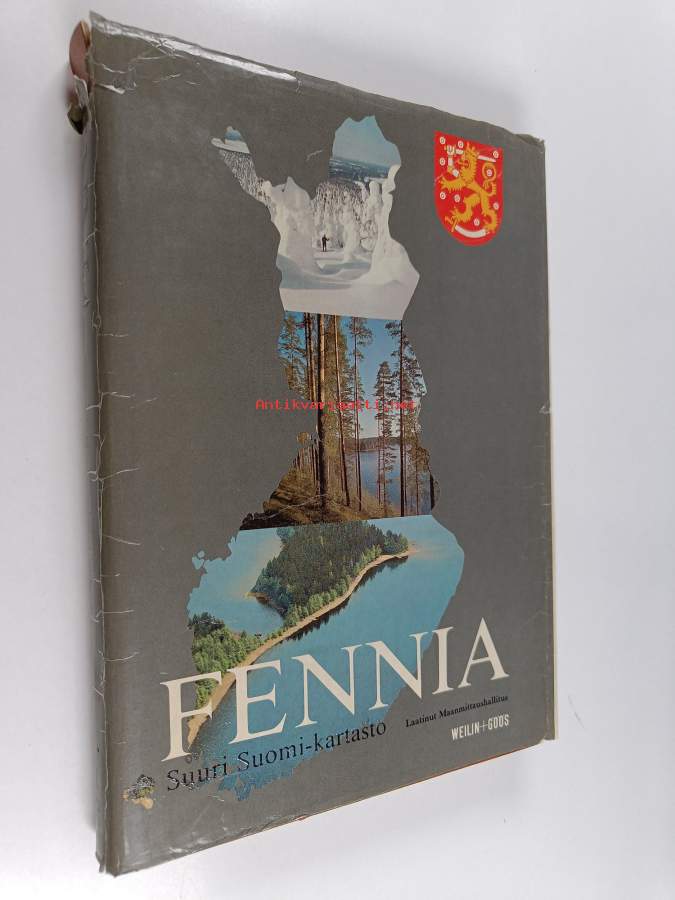 Antikvariaatti.net
FENNIA
Suuri Suomi-kartasto
Laatinut Maanmittaushallitus
WEILIN+GÖÖS